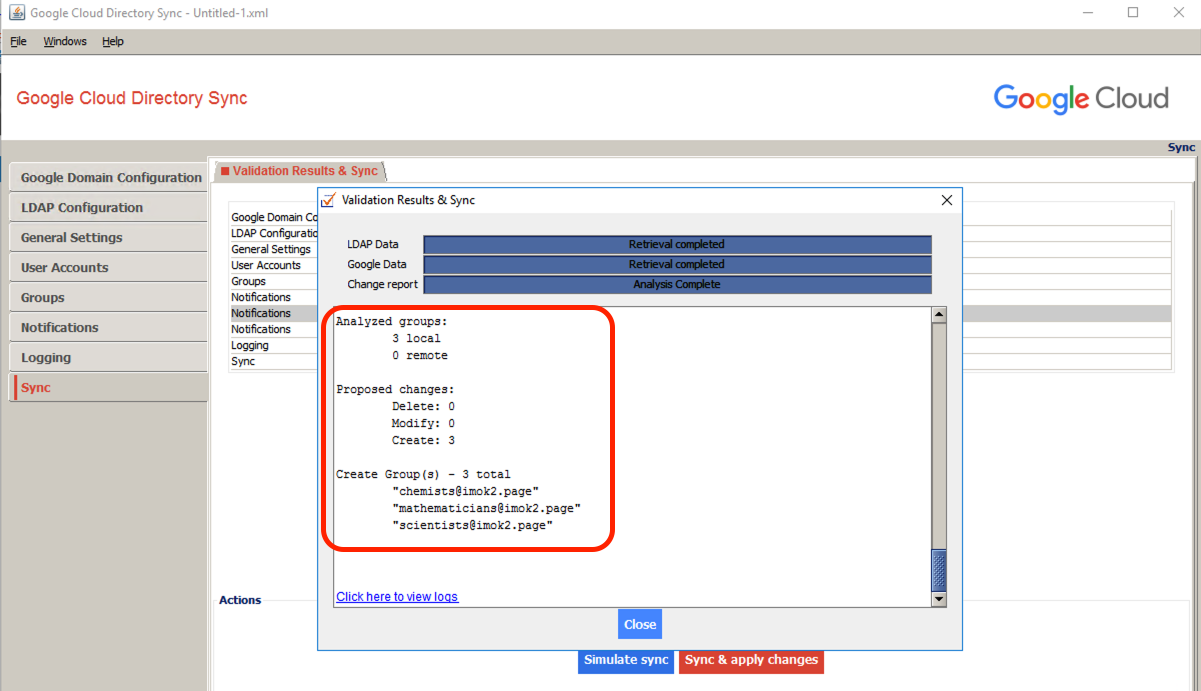 Google Cloud Directory Sync - Untitled-1.xml
File Windows Help
Google Cloud Directory Sync
Google Cloud
Sync
Google Domain Configuration
LDAP Configuration
General Settings
User Accounts
Groups
Notifications
Logging
Sync
Validation Results & Sync
Google Domain Co
LDAP Configuratio
General Settings
User Accounts
Groups
Notifications
Notifications
Notifications
Logging
Sync
Validation Results & Sync
LDAP Data Retrieval completed
Google Data Retrieval completed
Change report Analysis Complete
Analyzed groups:
3 local
0 remote
Proposed changes:
Delete: 0
Modify: 0
Create: 3
Create Group(s) - 3 total
"chemists@imok2.page"
"mathematicians@imok2.page"
"scientists@imok2.page"
Click here to view logs
Close
Actions
Simulate sync Sync & apply changes